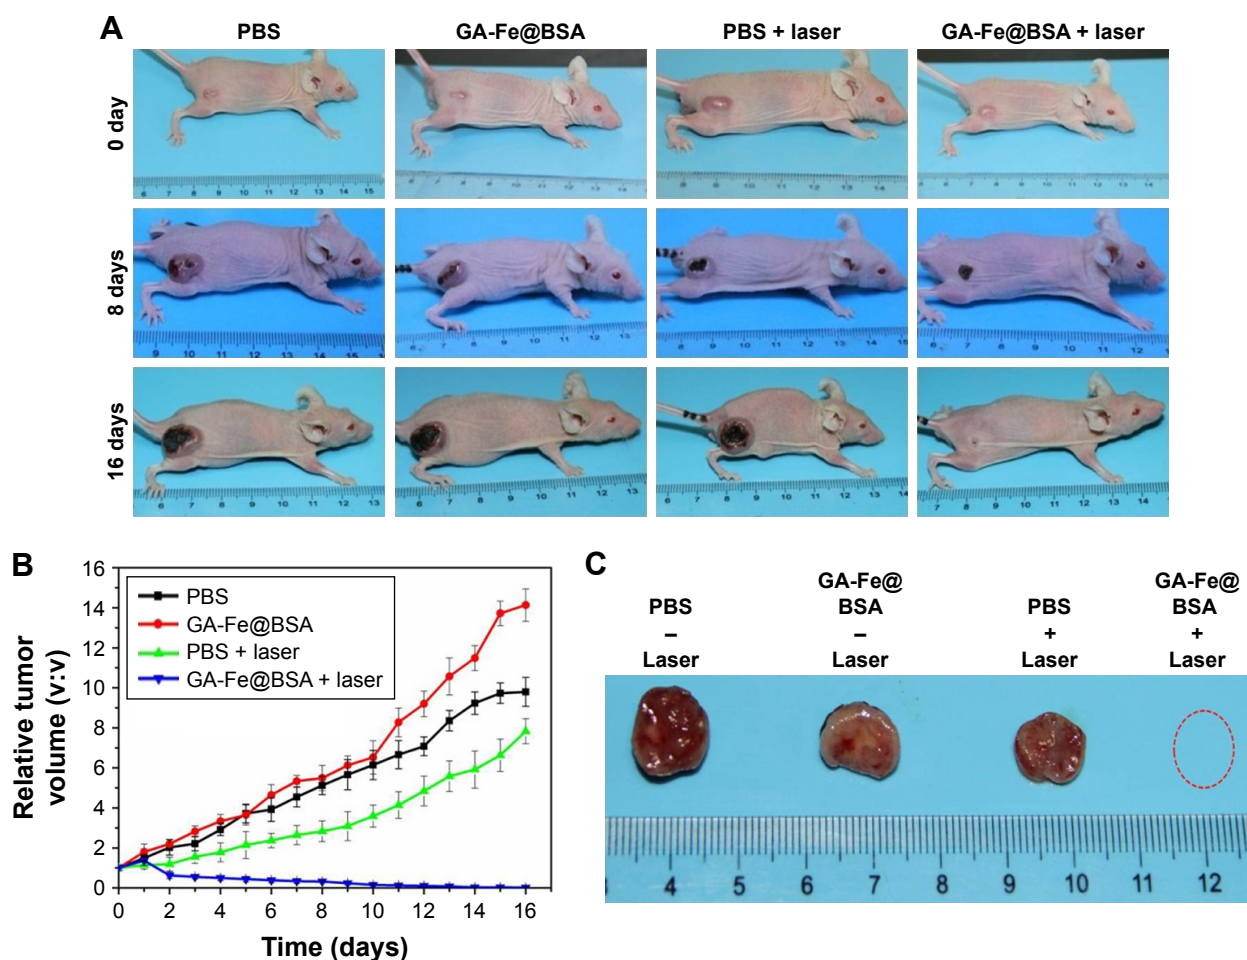 A
PBS
GA-Fe@BSA
PBS + laser
GA-Fe@BSA + laser
0 day
8 days
16 days
B
Relative tumor
volume (v:v)
16
14
12
10
8
6
4
2
0
PBS
GA-Fe@BSA
PBS + laser
GA-Fe@BSA + laser
0 2 4 6 8 10 12 14 16
Time (days)
C
PBS
–
Laser
GA-Fe@
BSA
–
Laser
PBS
+
Laser
GA-Fe@
BSA
+
Laser
4 5 6 7 8 9 10 11 12